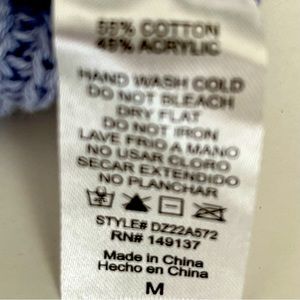 55% COTTON
45% ACRYLIC
HAND WASH COLD
DO NOT BLEACH
DRY FLAT
DO NOT IRON
LAVE FRIO A MANO
NO USAR CLORO
SECAR EXTENDIDO
NO PLANCHAR
STYLE# DZ22A572
RN# 149137
Made in China
Hecho en China
M